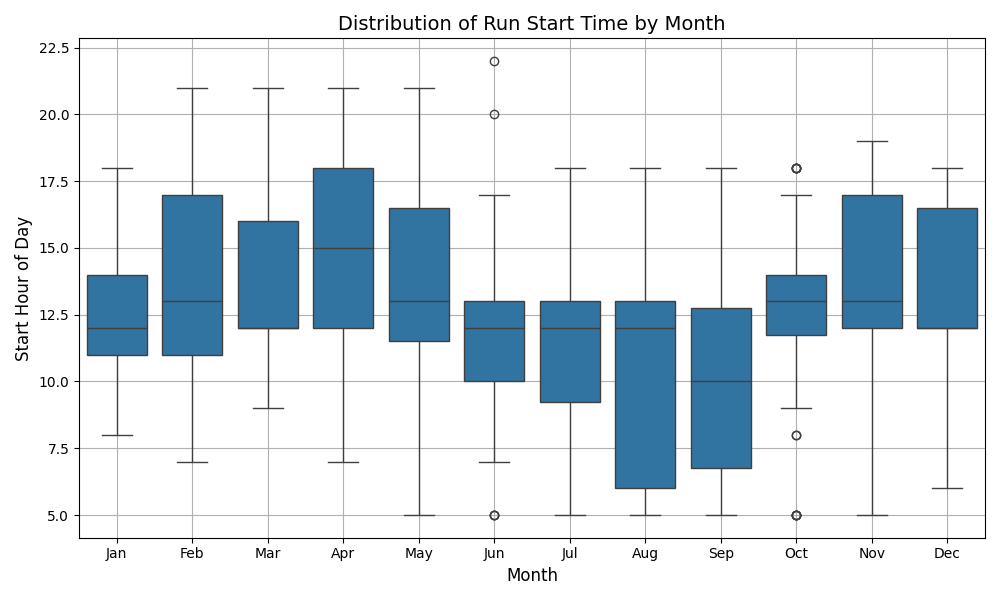 Distribution of Run Start Time by Month
Start Hour of Day
22.5
20.0
17.5
15.0
12.5
10.0
7.5
5.0
Jan Feb Mar Apr May Jun Jul Aug Sep Oct Nov Dec
Month